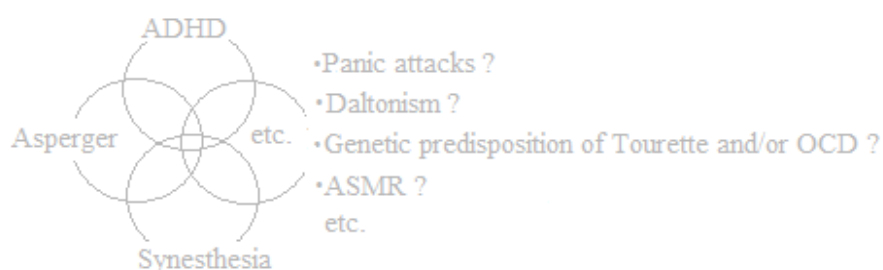 ADHD
Asperger
etc.
Synesthesia
•Panic attacks ?
•Daltonism ?
•Genetic predisposition of Tourette and/or OCD ?
•ASMR ?
etc.